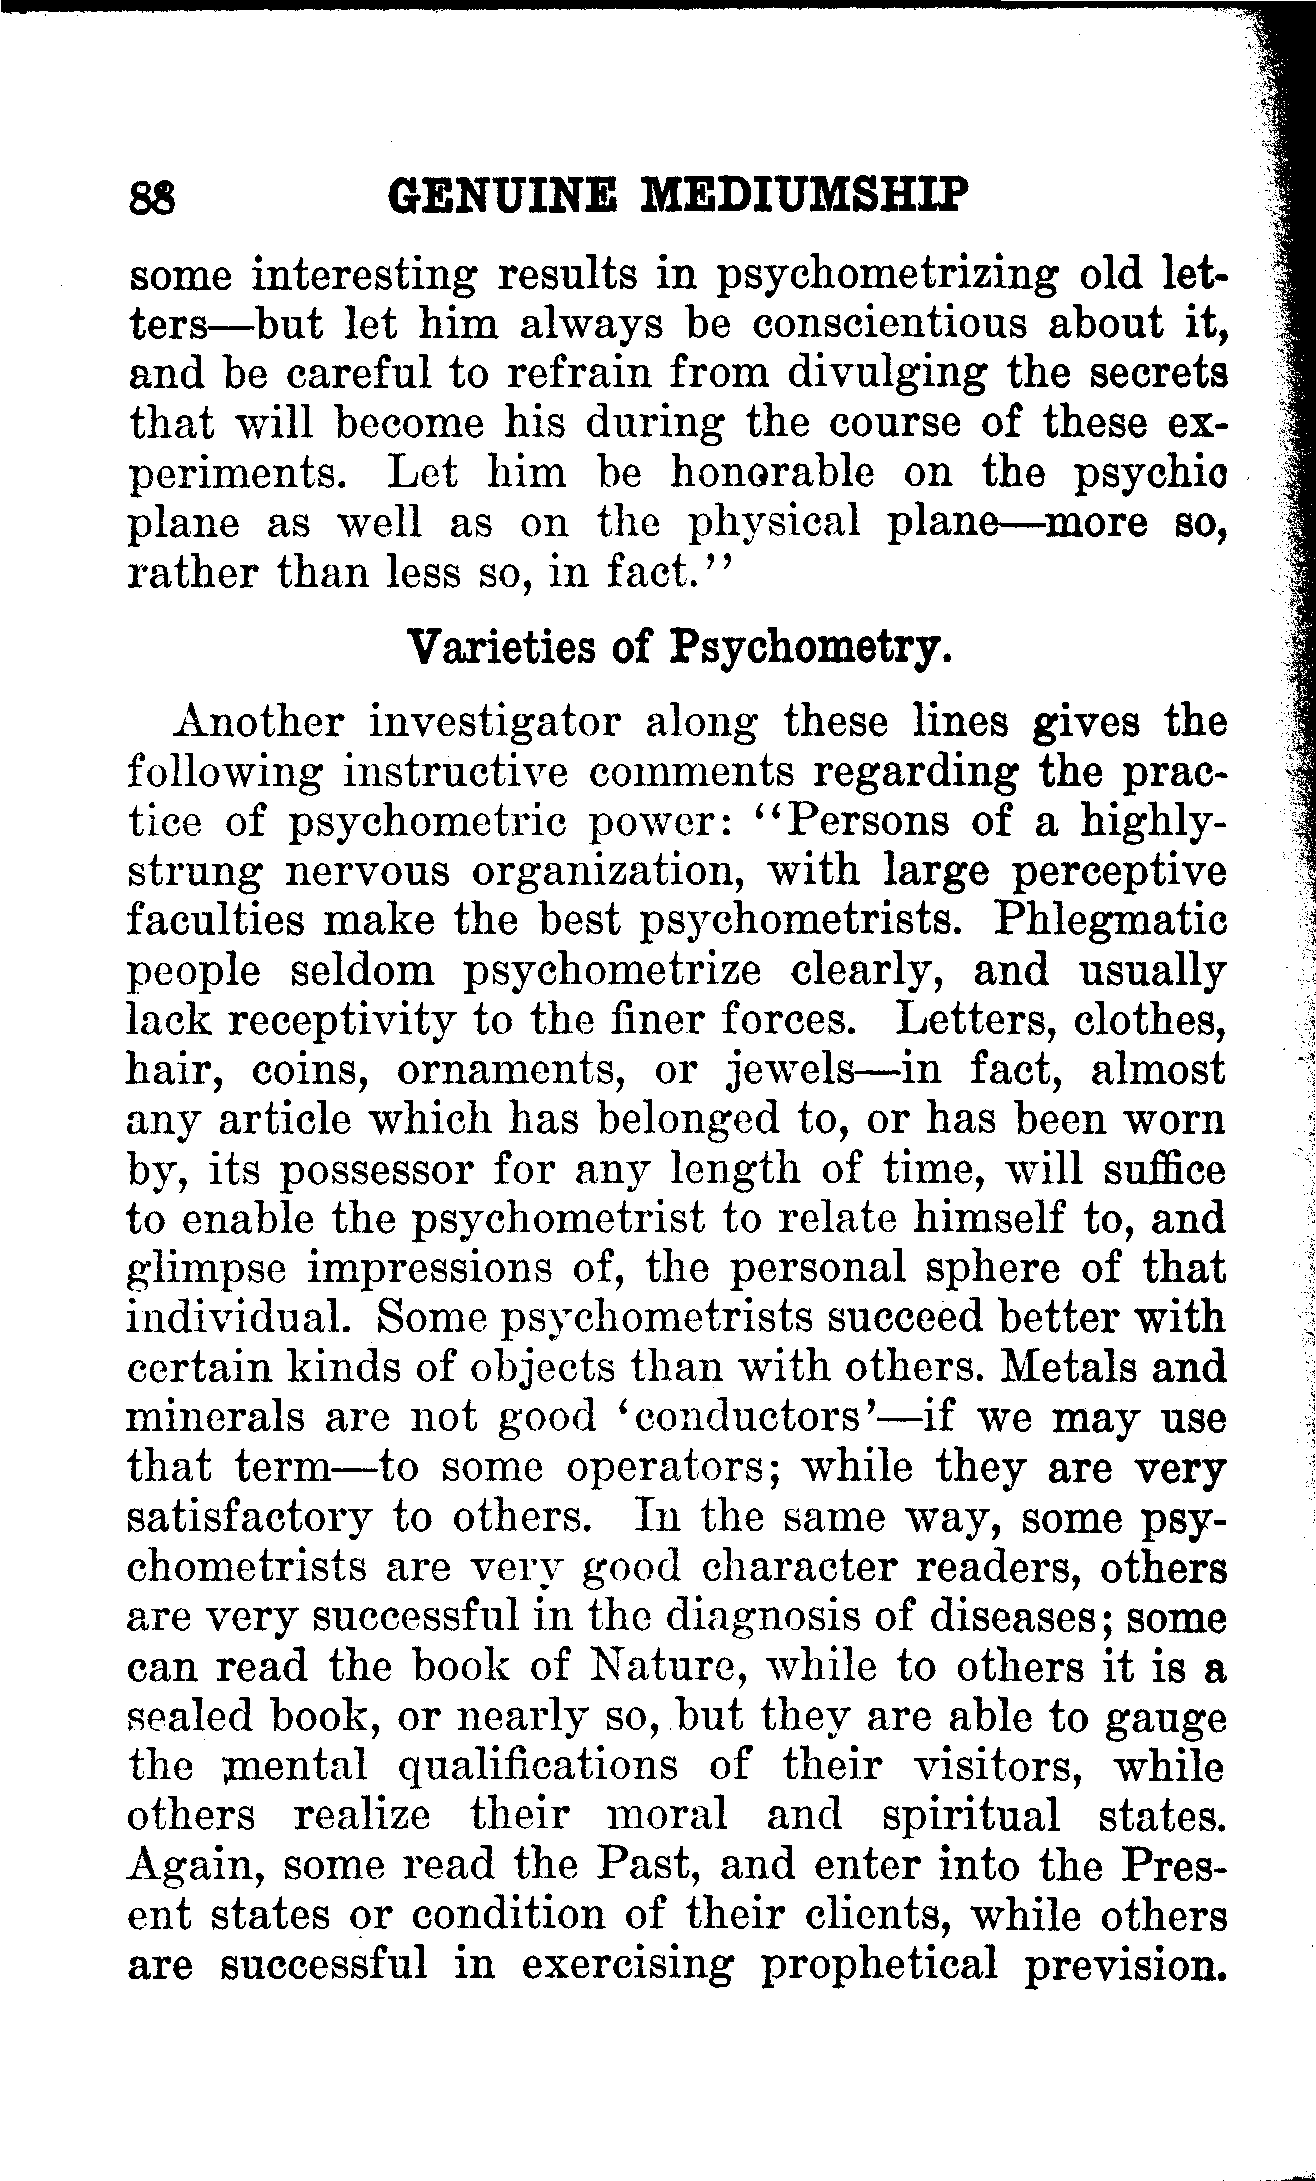 88 GENUINE MEDIUMSHIP
some interesting results in psychometrizing old let-
ters—but let him always be conscientious about it,
and be careful to refrain from divulging the secrets
that will become his during the course of these ex-
periments. Let him be honorable on the psychic
plane as well as on the physical plane—more so,
rather than less so, in fact.''
Varieties of Psychometry.
Another investigator along these lines gives the
following instructive comments regarding the prac-
tice of psychometric power: ''Persons of a highly-
strung nervous organization, with large perceptive
faculties make the best psychometrists. Phlegmatic
people seldom psychometrize clearly, and usually
lack receptivity to the finer forces. Letters, clothes,
hair, coins, ornaments, or jewels—in fact, almost
any article which has belonged to, or has been worn
by, its possessor for any length of time, will suffice
to enable the psychometrist to relate himself to, and
glimpse impressions of, the personal sphere of that
individual. Some psychometrists succeed better with
certain kinds of objects than with others. Metals and
minerals are not good 'conductors'—if we may use
that term—to some operators; while they are very
satisfactory to others. In the same way, some psy-
chometrists are very good character readers, others
are very successful in the diagnosis of diseases; some
can read the book of Nature, while to others it is a
sealed book, or nearly so, but they are able to gauge
the mental qualifications of their visitors, while
others realize their moral and spiritual states.
Again, some read the Past, and enter into the Pres-
ent states or condition of their clients, while others
are successful in exercising prophetical prevision.